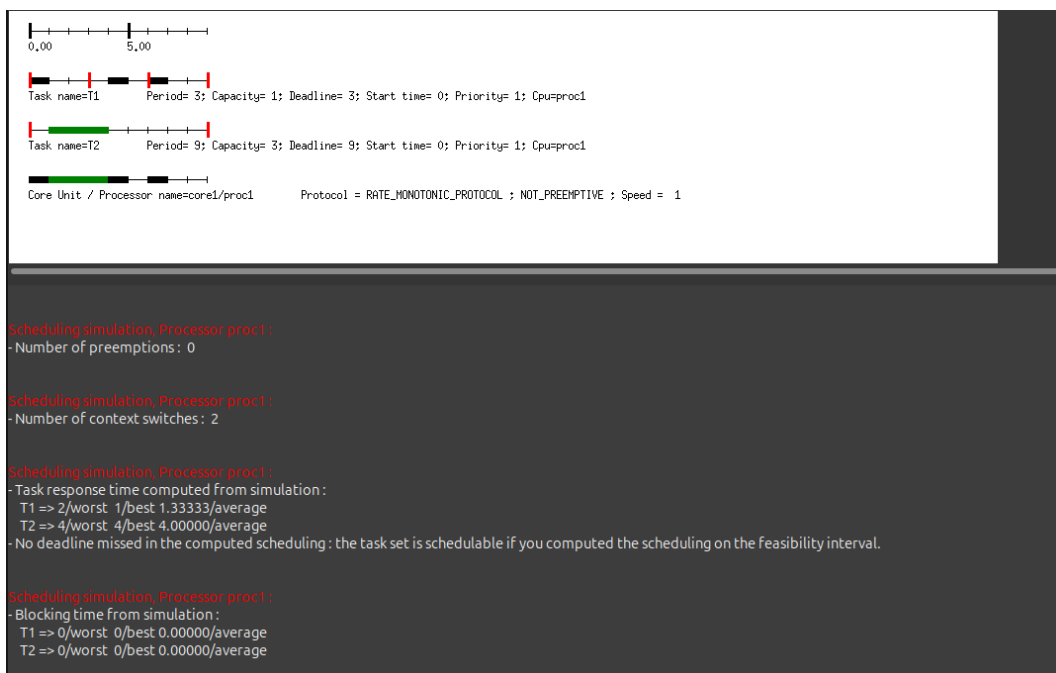 0.00 5.00
Task name=T1 Period= 3; Capacity= 1; Deadline= 3; Start time= 0; Priority= 1; Cpu=proc1
Task name=T2 Period= 9; Capacity= 3; Deadline= 9; Start time= 0; Priority= 1; Cpu=proc1
Core Unit / Processor name=core1/proc1 Protocol = RATE_MONOTONIC_PROTOCOL ; NOT_PREEMPTIVE ; Speed = 1
Scheduling simulation, Processor proc1 :
- Number of preemptions : 0
Scheduling simulation, Processor proc1 :
- Number of context switches : 2
Scheduling simulation, Processor proc1 :
- Task response time computed from simulation :
T1 => 2/worst 1/best 1.33333/average
T2 => 4/worst 4/best 4.00000/average
- No deadline missed in the computed scheduling : the task set is schedulable if you computed the scheduling on the feasibility interval.
Scheduling simulation, Processor proc1 :
- Blocking time from simulation :
T1 => 0/worst 0/best 0.00000/average
T2 => 0/worst 0/best 0.00000/average